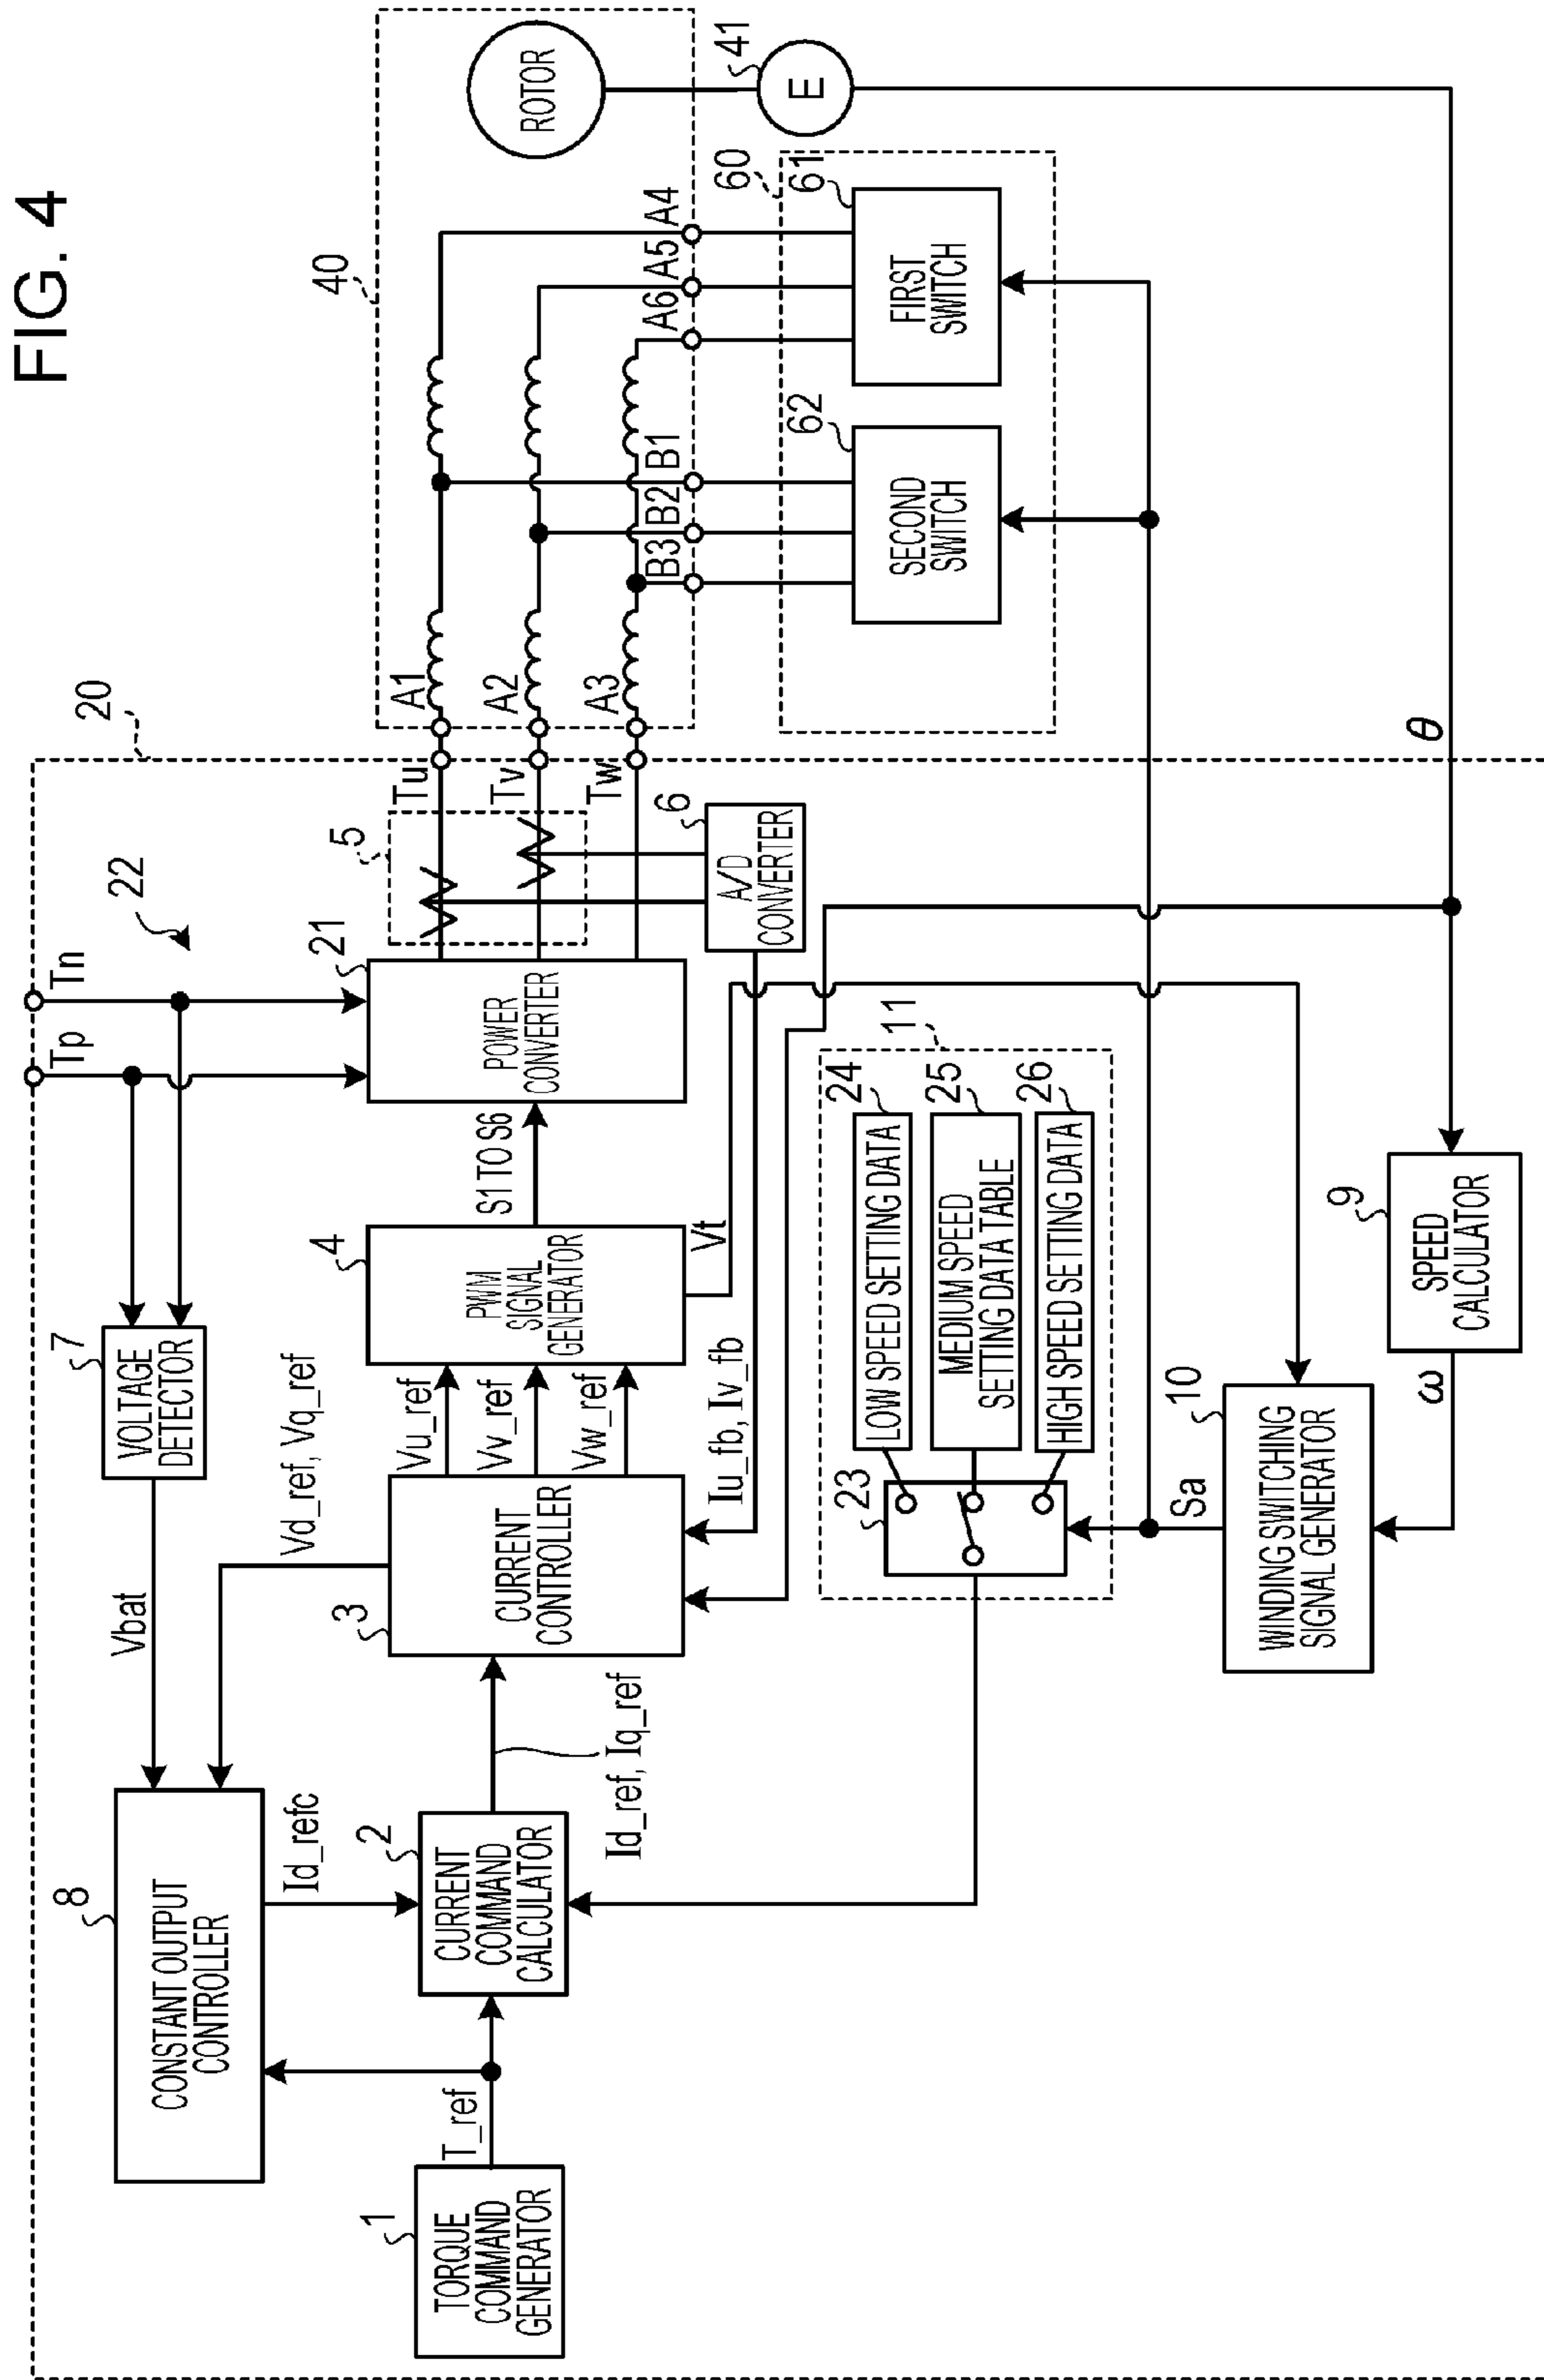 FIG. 4
20
22
Tp
Tn
8
CONSTANT OUTPUT
CONTROLLER
Vbat
7
VOLTAGE
DETECTOR
Id_refc
Vd_ref, Vq_ref
1
TORQUE
COMMAND
GENERATOR
T_ref
2
CURRENT
COMMAND
CALCULATOR
Id_ref, Iq_ref
3
CURRENT
CONTROLLER
Vu_ref
Vv_ref
Vw_ref
4
PWM
SIGNAL
GENERATOR
Vt
S1 TO S6
21
POWER
CONVERTER
5
Tu
Tv
Tw
6
A/D
CONVERTER
Iu_fb, Iv_fb
40
A1
A2
A3
B3
B2
B1
A6
A5
A4
ROTOR
41
E
60
62
SECOND
SWITCH
61
FIRST
SWITCH
11
23
24
LOW SPEED SETTING DATA
25
MEDIUM SPEED
SETTING DATA TABLE
26
HIGH SPEED SETTING DATA
Sa
10
WINDING SWITCHING
SIGNAL GENERATOR
ω
9
SPEED
CALCULATOR
θ